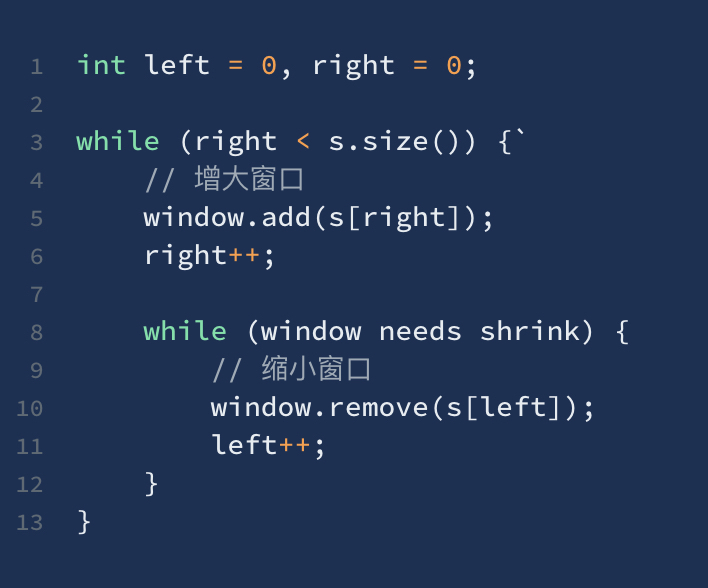 1 int left = 0, right = 0;
2
3 while (right < s.size()) {`
4 // 增大窗口
5 window.add(s[right]);
6 right++;
7
8 while (window needs shrink) {
9 // 缩小窗口
10 window.remove(s[left]);
11 left++;
12 }
13 }